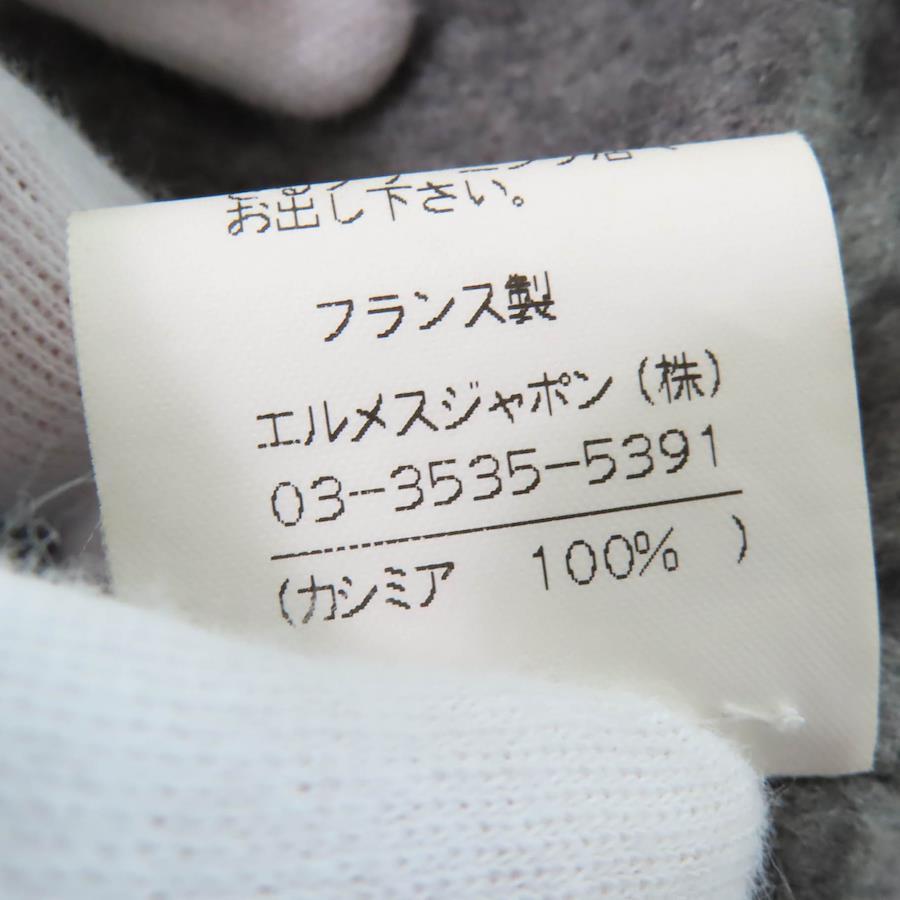 お出し下さい。
フランス製
エルメスジャポン(株)
03-3535-5391
(カシミア 100% )